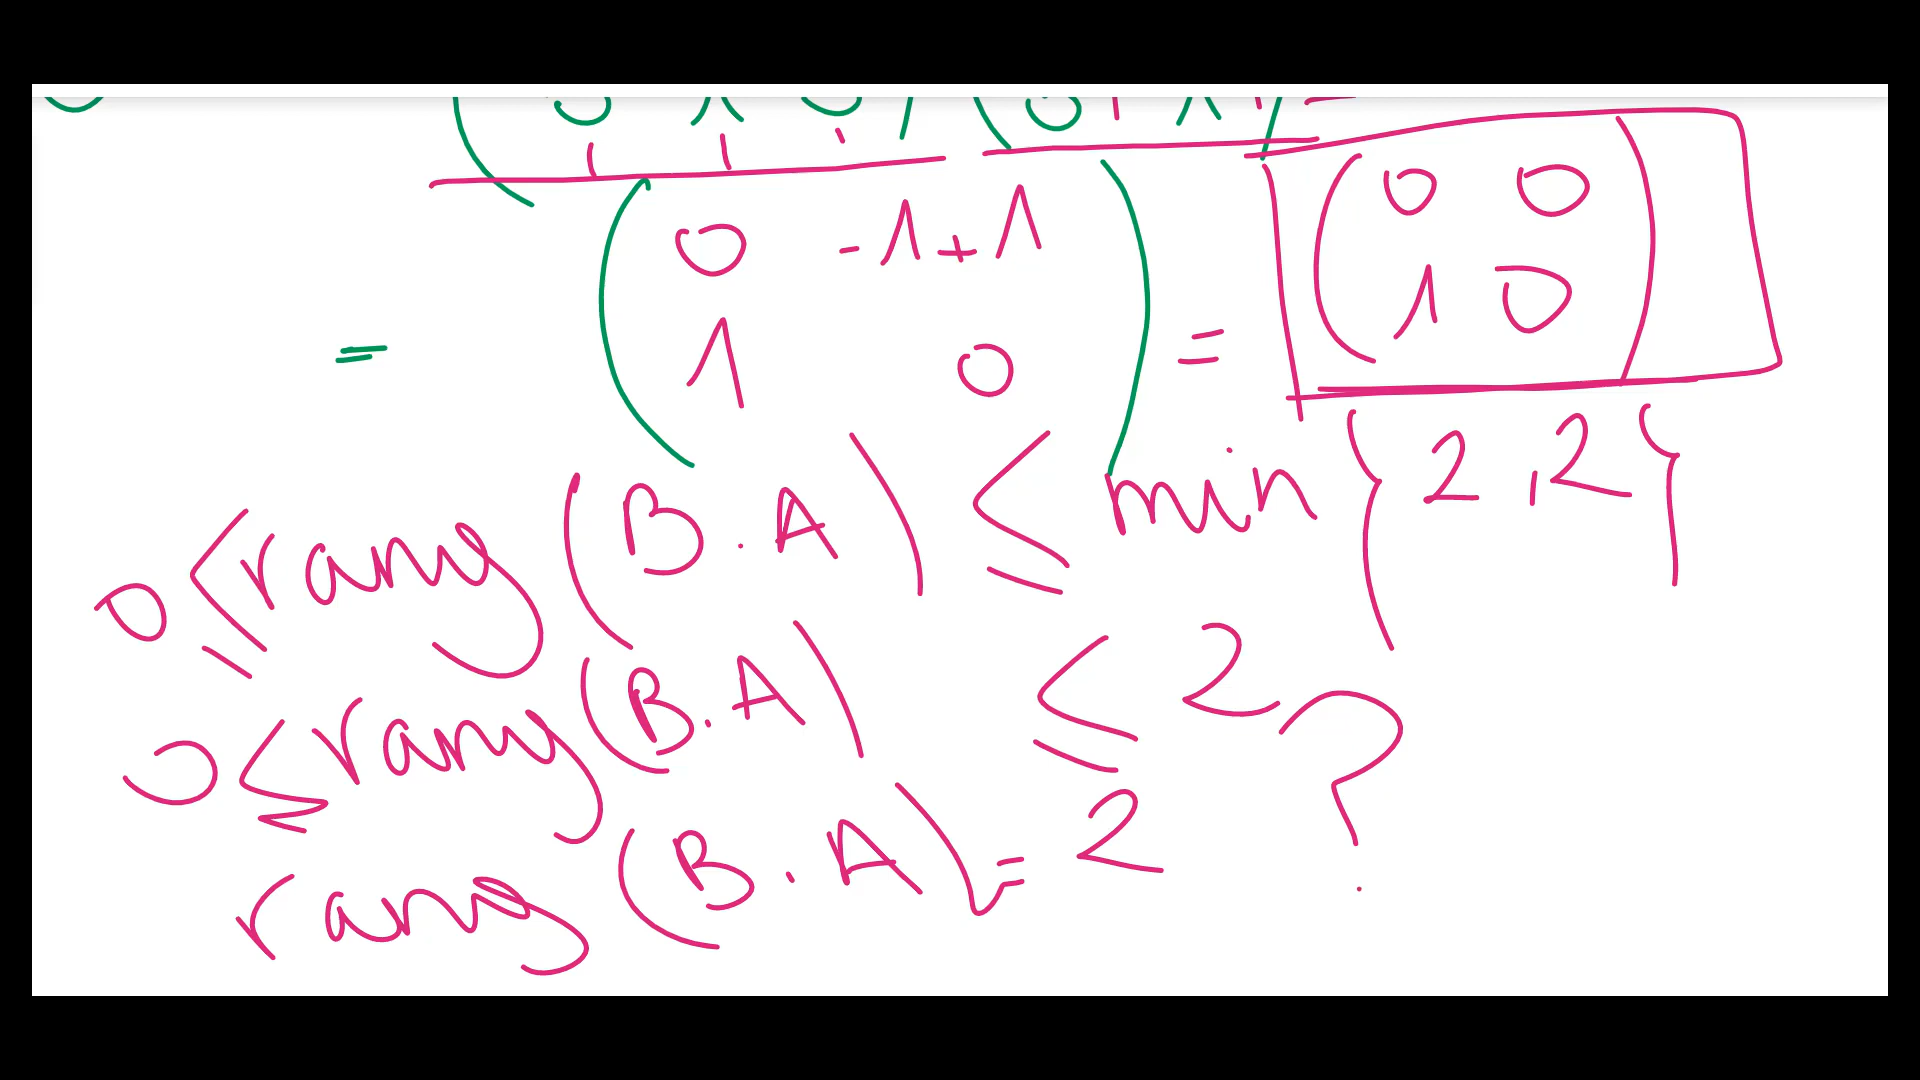 0 -1+1
1 0
=
= (0 0
1 0)
0 ≤ rang (B.A) ≤ min {2,2}
0 ≤ rang (B.A) ≤ 2
rang (B.A) = 2 ?